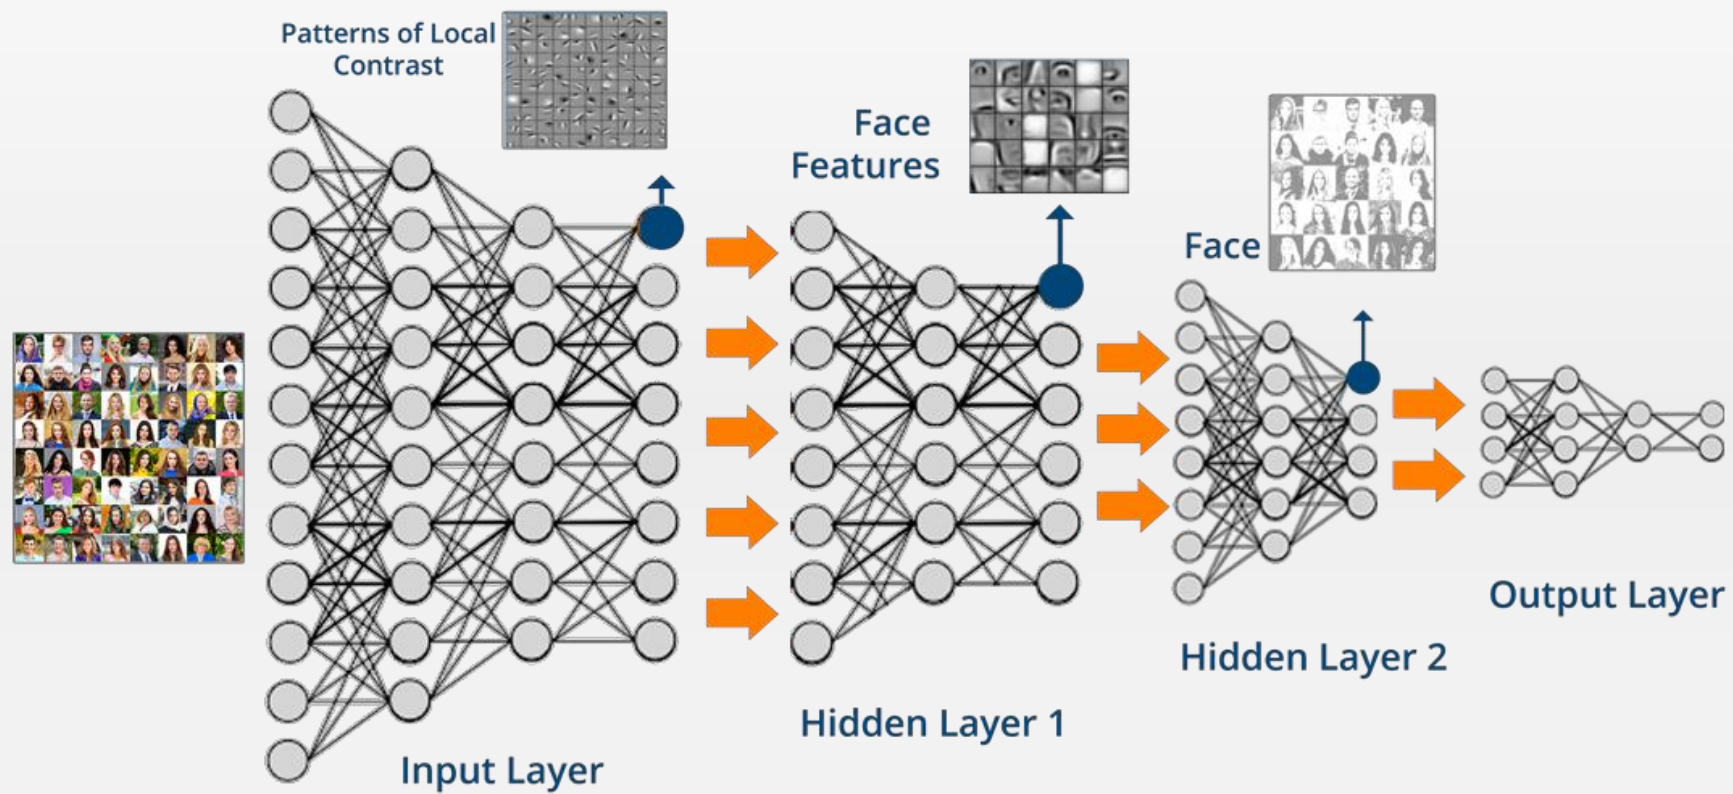 Patterns of Local
Contrast
Face
Features
Face
Output Layer
Hidden Layer 2
Hidden Layer 1
Input Layer